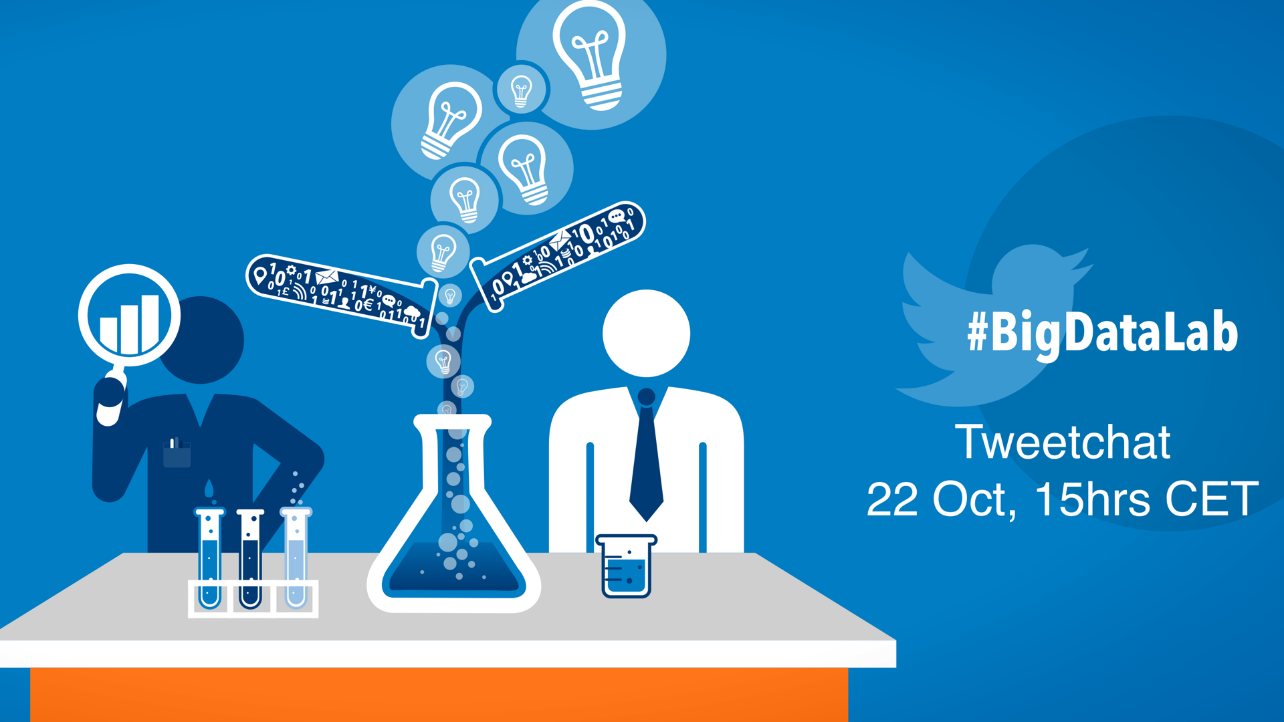 #BigDataLab
Tweetchat
22 Oct, 15hrs CET